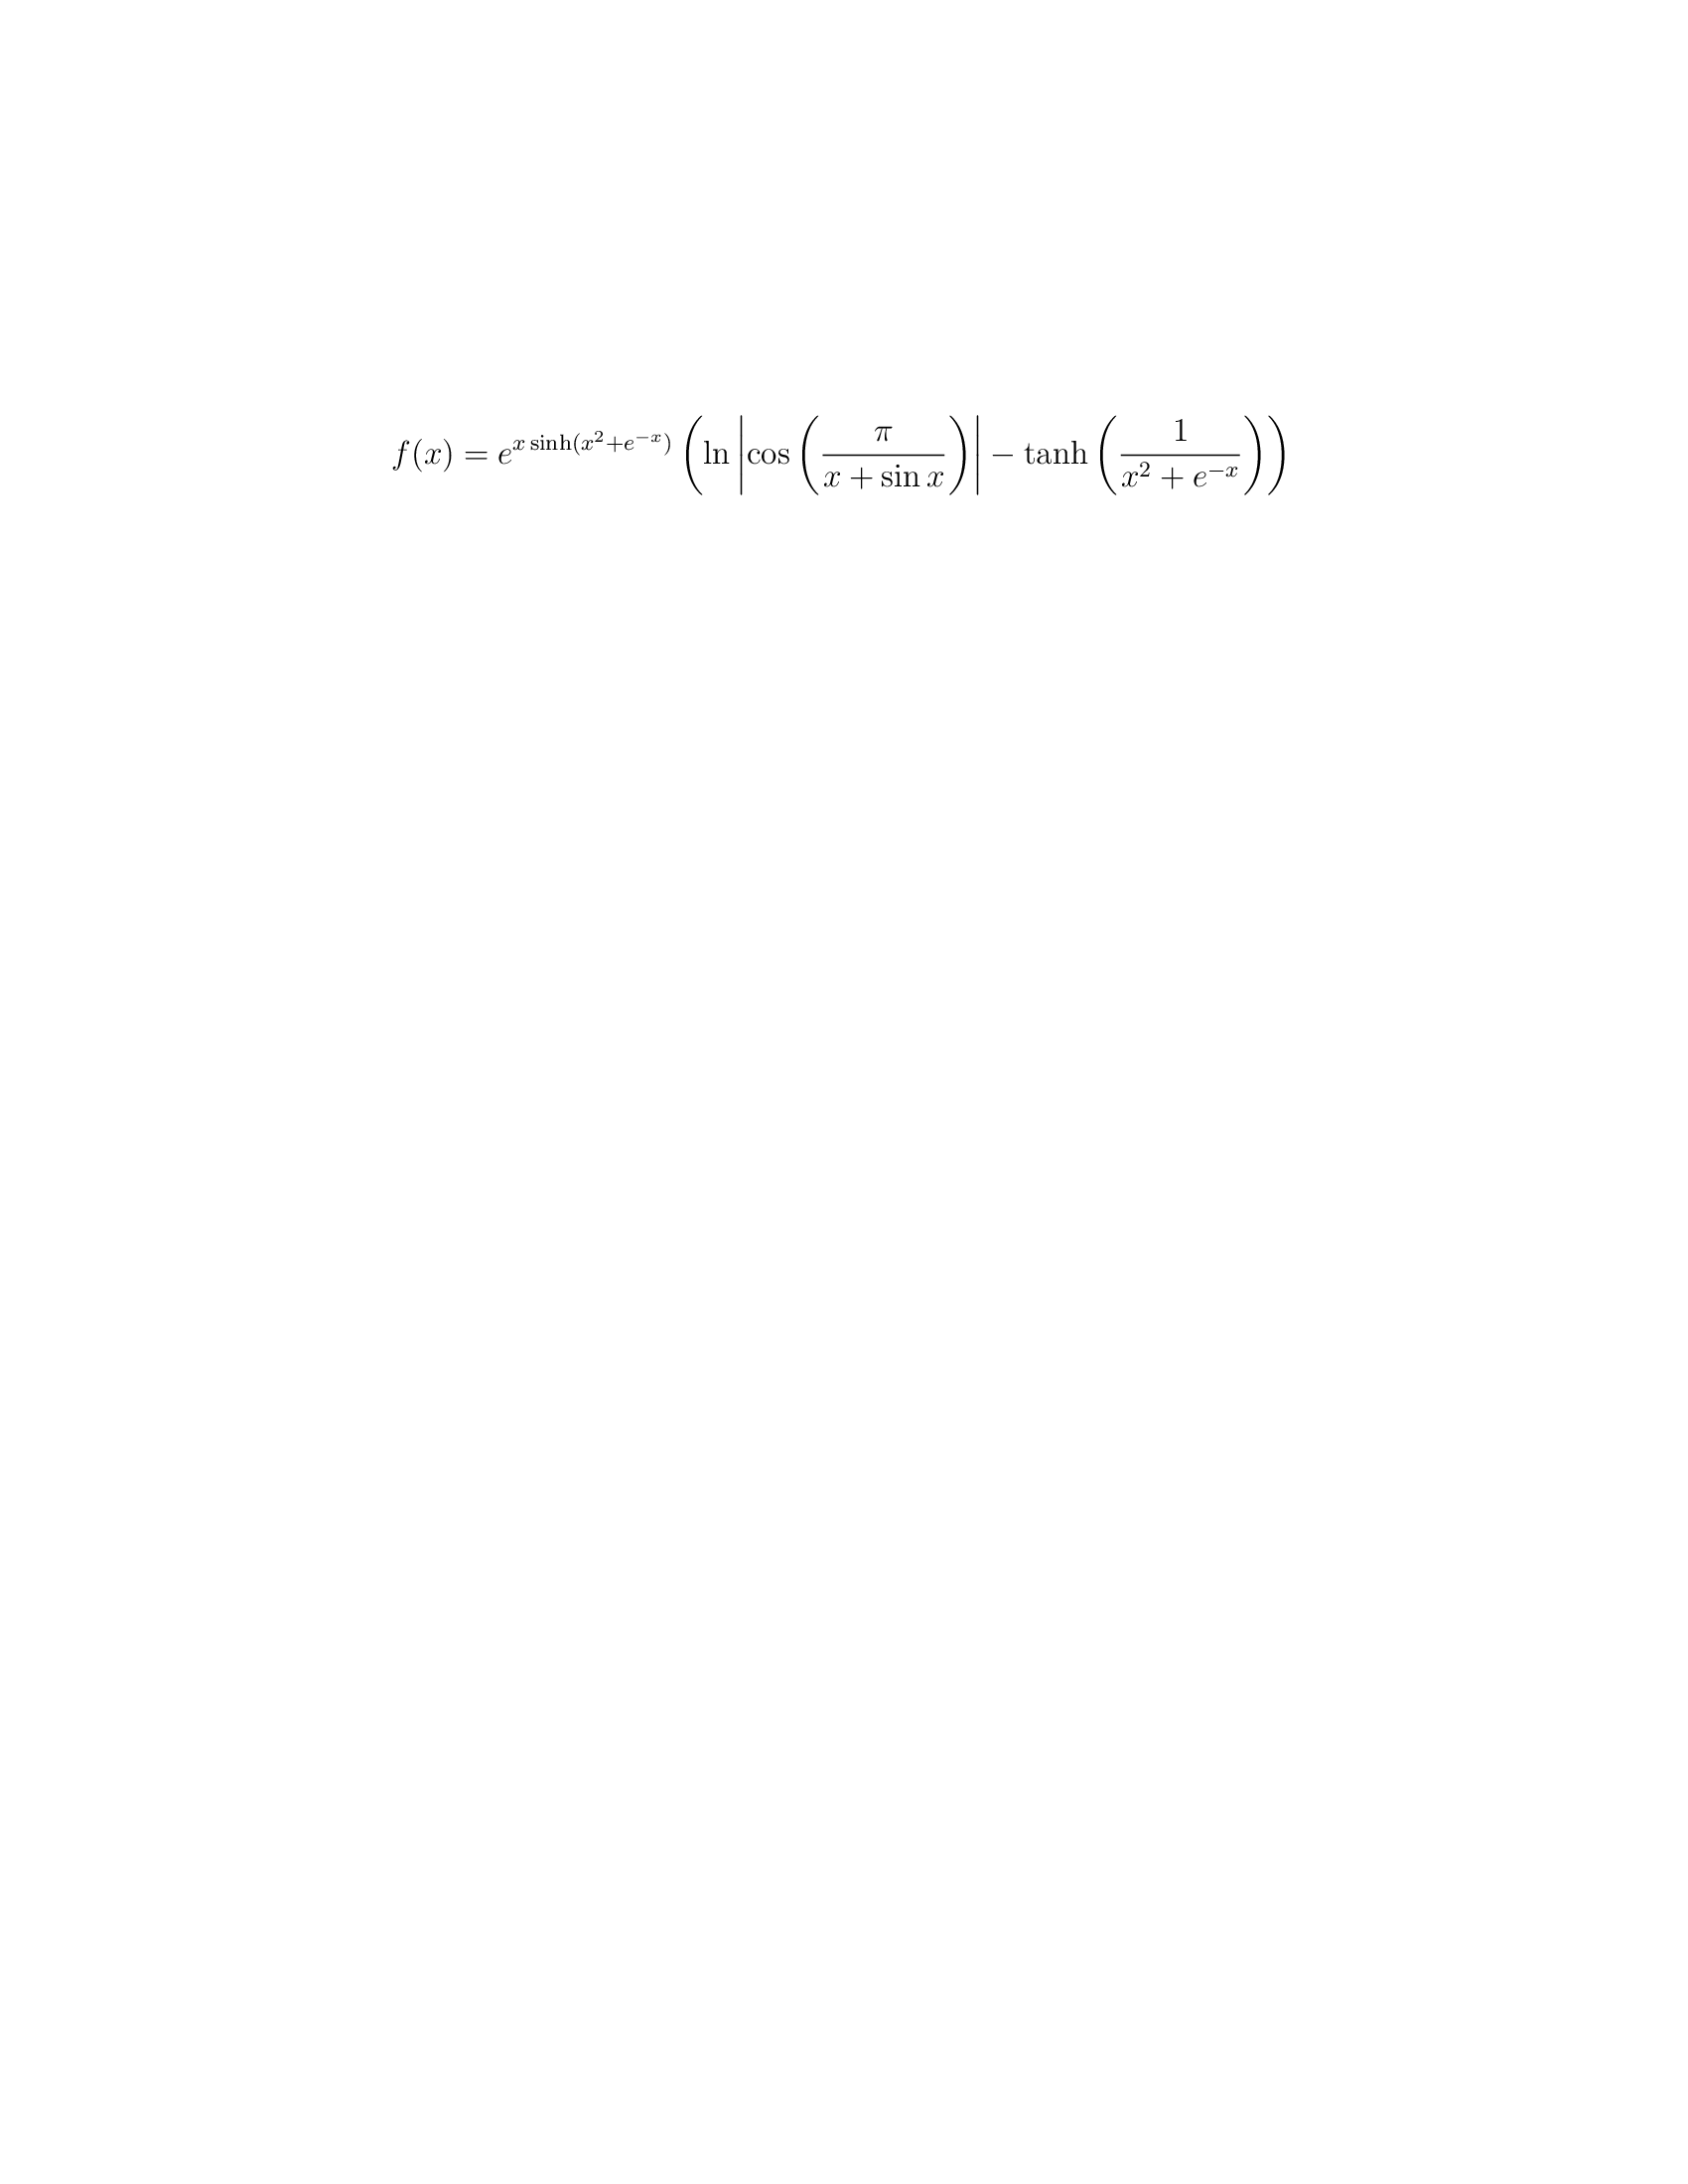 f(x) = e^{x \sinh(x^2+e^{-x})} \left( \ln \left| \cos \left( \frac{\pi}{x + \sin x} \right) \right| - \tanh \left( \frac{1}{x^2 + e^{-x}} \right) \right)